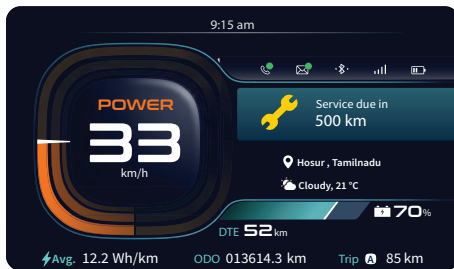 9:15 am
POWER
33
km/h
Service due in
500 km
Hosur , Tamilnadu
Cloudy, 21 °C
70%
DTE 52 km
Avg. 12.2 Wh/km ODO 013614.3 km Trip A 85 km